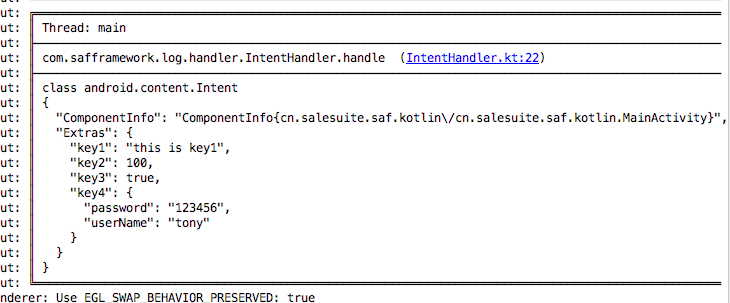 ut:
ut: Thread: main
ut:
ut: com.safframework.log.handler.IntentHandler.handle  (IntentHandler.kt:22)
ut:
ut: class android.content.Intent
ut: {
ut:   "ComponentInfo": "ComponentInfo{cn.salesuite.saf.kotlin\/cn.salesuite.saf.kotlin.MainActivity}",
ut:   "Extras": {
ut:     "key1": "this is key1",
ut:     "key2": 100,
ut:     "key3": true,
ut:     "key4": {
ut:       "password": "123456",
ut:       "userName": "tony"
ut:     }
ut:   }
ut: }
ut:
nderer: Use EGL_SWAP_BEHAVIOR_PRESERVED: true